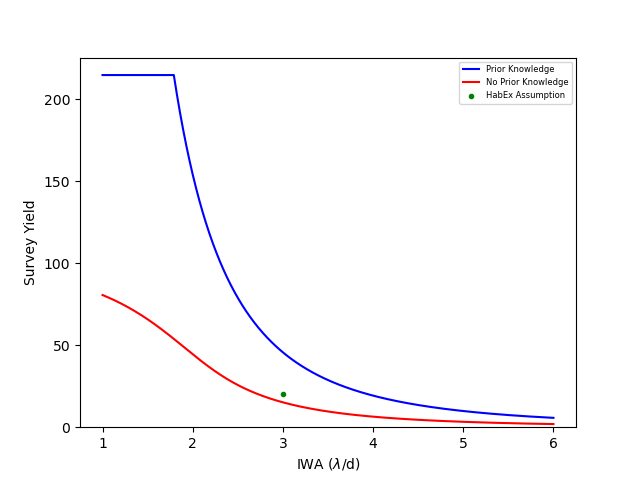 Prior Knowledge
No Prior Knowledge
HabEx Assumption
Survey Yield
200
150
100
50
0
1 2 3 4 5 6
IWA (λ/d)